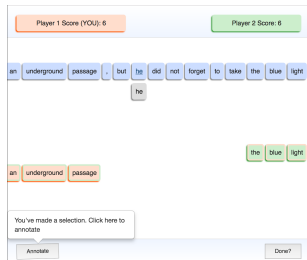 Player 1 Score (YOU): 6
Player 2 Score: 6
an underground passage , but he did not forget to take the blue light
he
the blue light
an underground passage
You've made a selection. Click here to
annotate
Annotate
Done?